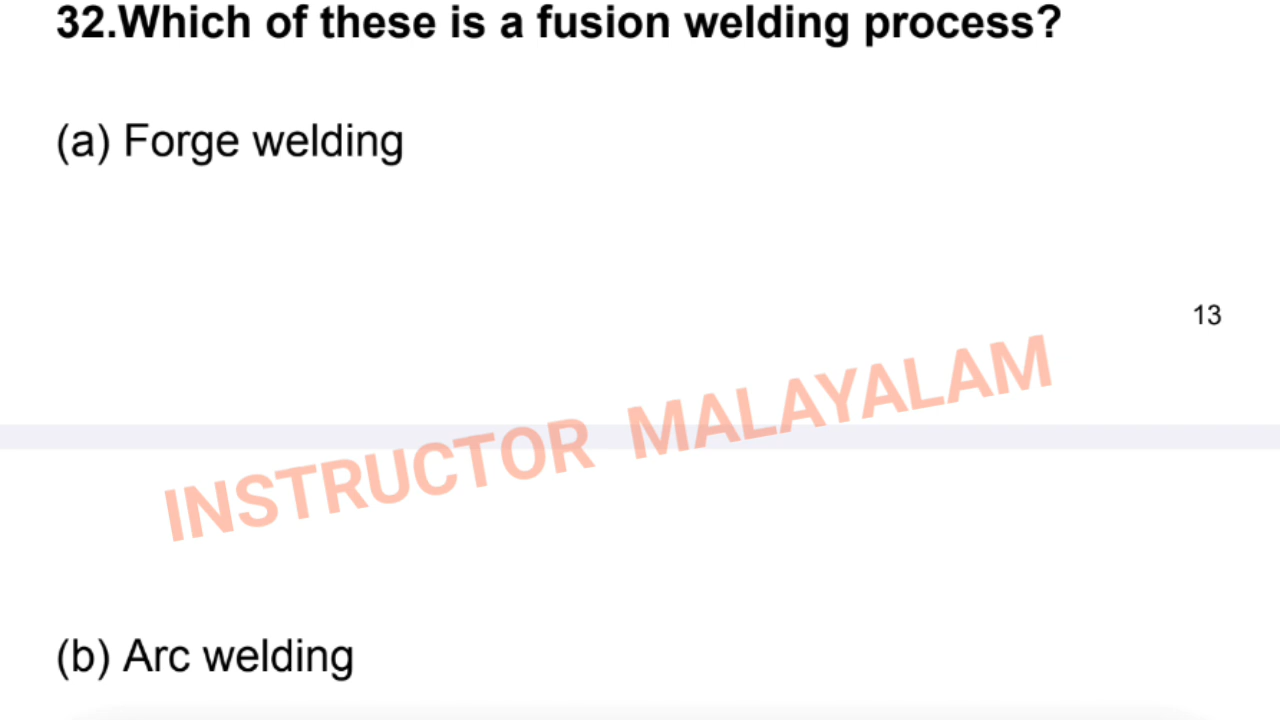 32.Which of these is a fusion welding process?
(a) Forge welding
13
INSTRUCTOR MALAYALAM
(b) Arc welding